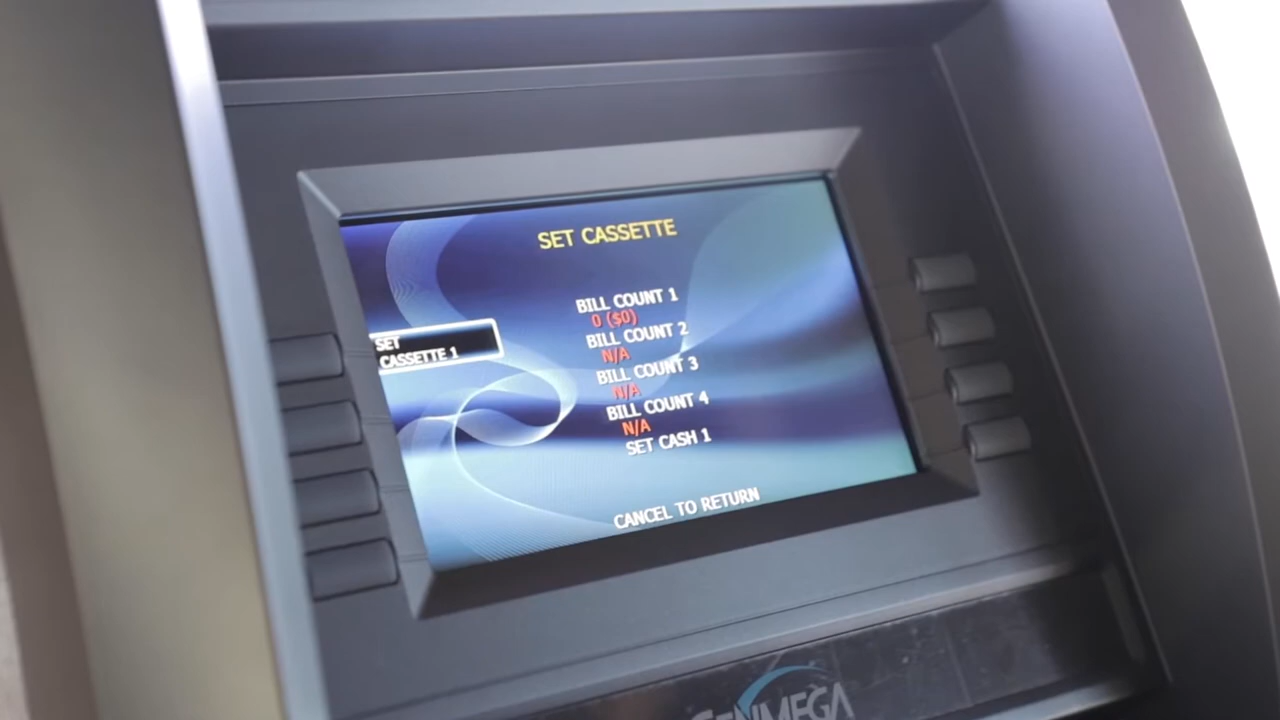 SET CASSETTE
BILL COUNT 1
0 ($0)
SET
CASSETTE 1
BILL COUNT 2
N/A
BILL COUNT 3
N/A
BILL COUNT 4
N/A
SET CASH 1
CANCEL TO RETURN
GENMEGA